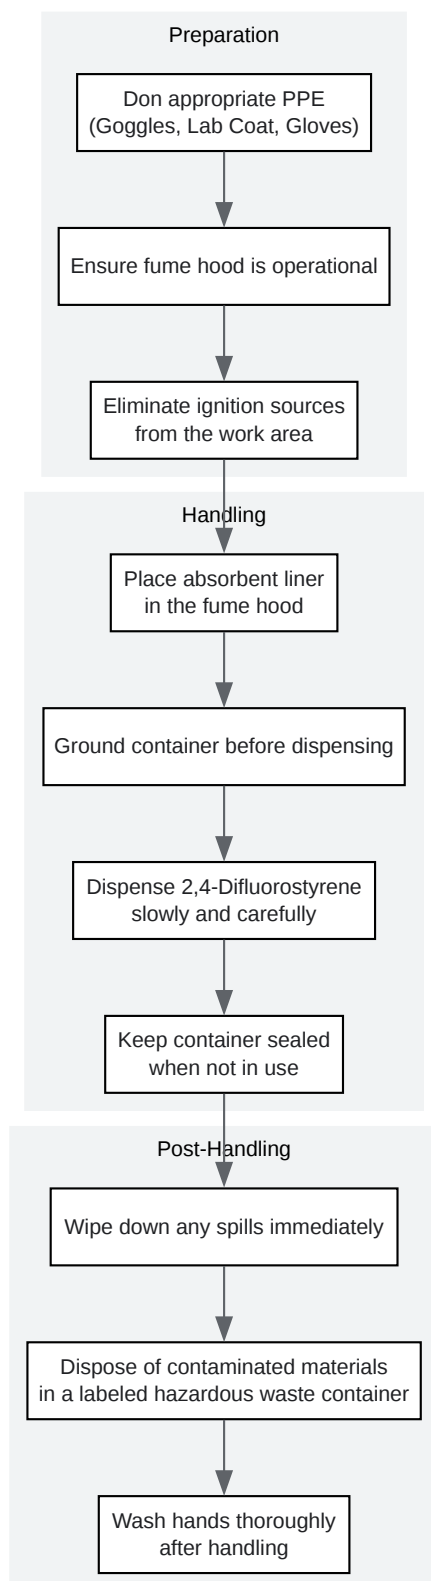 Preparation
Don appropriate PPE
(Goggles, Lab Coat, Gloves)
Ensure fume hood is operational
Eliminate ignition sources
from the work area
Handling
Place absorbent liner
in the fume hood
Ground container before dispensing
Dispense 2,4-Difluorostyrene
slowly and carefully
Keep container sealed
when not in use
Post-Handling
Wipe down any spills immediately
Dispose of contaminated materials
in a labeled hazardous waste container
Wash hands thoroughly
after handling